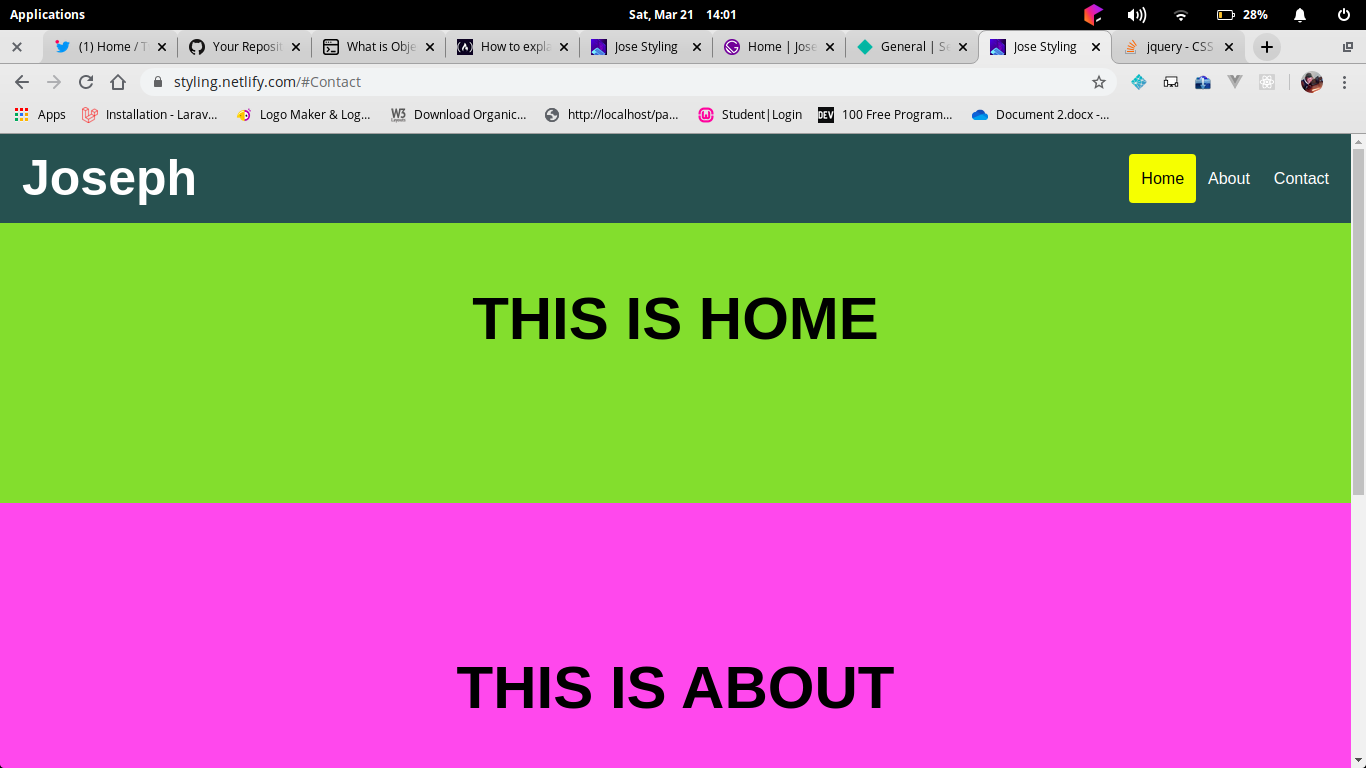 Applications
Sat, Mar 21 14:01
28%
(1) Home / T
Your Reposit
What is Obje
How to expla
Jose Styling
Home | Jose
General | Se
Jose Styling
jquery - CSS
styling.netlify.com/#Contact
Apps
Installation - Larav...
Logo Maker & Log...
W3
Download Organic...
http://localhost/pa...
Student|Login
DEV
100 Free Program...
Document 2.docx -...
Joseph
Home
About
Contact
THIS IS HOME
THIS IS ABOUT